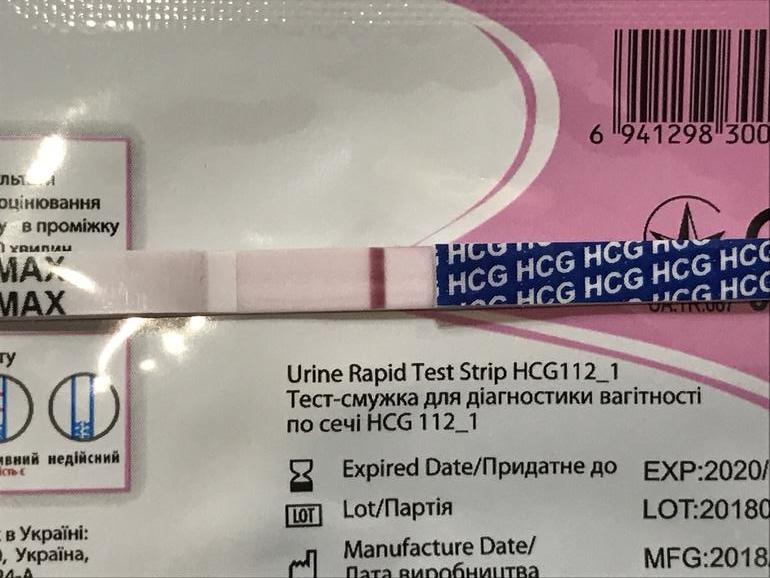 6 941298 300
оцінювання
у в проміжку
хвилин
MAX
MAX
HCG
HCG HCG HCG HCG HCG
HCG HCG HCG HCG
Urine Rapid Test Strip HCG112_1
Тест-смужка для діагностики вагітності
по сечі HCG 112_1
недійсний
Expired Date/Придатне до EXP:2020/
LOT Lot/Партія LOT:20180
Manufacture Date/ MFG:2018
Дата виробництва
в Україні:
Україна,